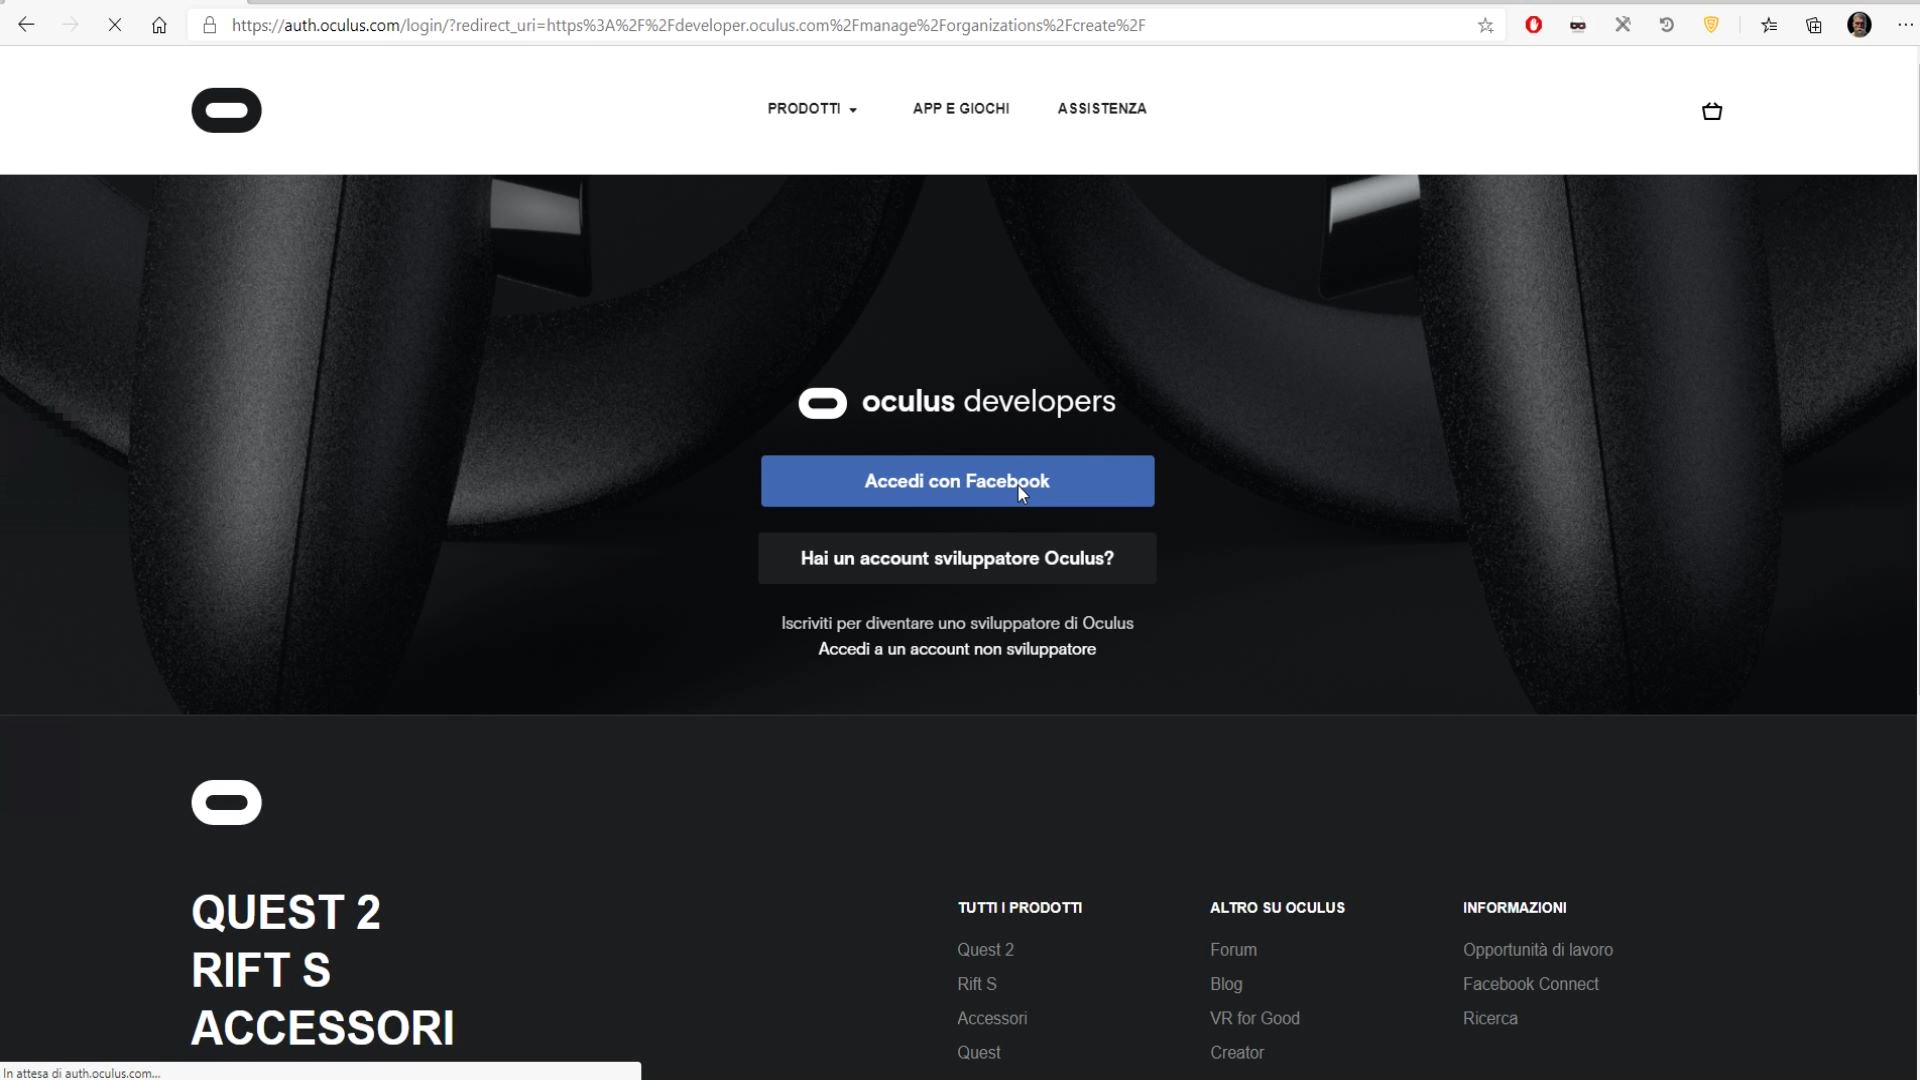 https://auth.oculus.com/login/?redirect_uri=https%3A%2F%2Fdeveloper.oculus.com%2Fmanage%2Forganizations%2Fcreate%2F
PRODOTTI
APP E GIOCHI
ASSISTENZA
oculus developers
Accedi con Facebook
Hai un account sviluppatore Oculus?
Iscriviti per diventare uno sviluppatore di Oculus
Accedi a un account non sviluppatore
QUEST 2
RIFT S
ACCESSORI
TUTTI I PRODOTTI
Quest 2
Rift S
Accessori
Quest
ALTRO SU OCULUS
Forum
Blog
VR for Good
Creator
INFORMAZIONI
Opportunità di lavoro
Facebook Connect
Ricerca
In attesa di auth.oculus.com...